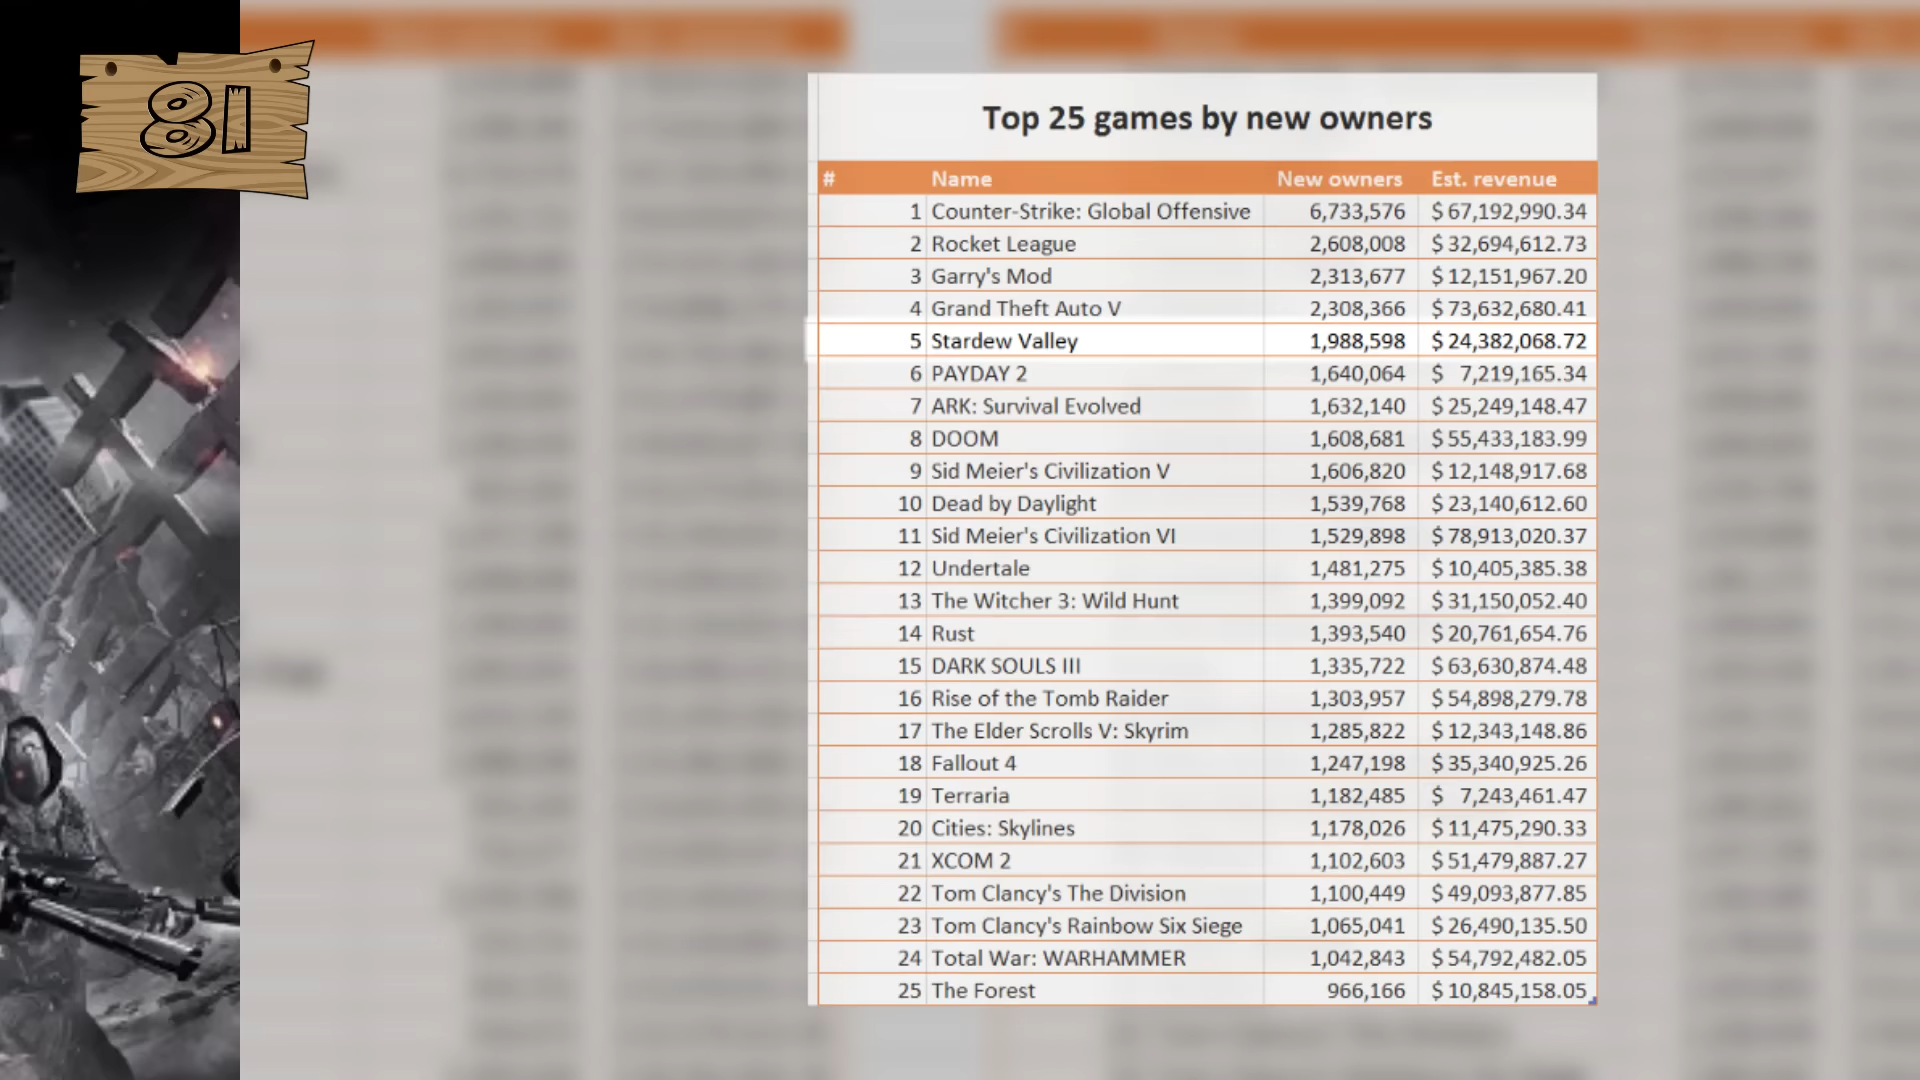 81
Top 25 games by new owners
# Name New owners Est. revenue
1 Counter-Strike: Global Offensive 6,733,576 $ 67,192,990.34
2 Rocket League 2,608,008 $ 32,694,612.73
3 Garry's Mod 2,313,677 $ 12,151,967.20
4 Grand Theft Auto V 2,308,366 $ 73,632,680.41
5 Stardew Valley 1,988,598 $ 24,382,068.72
6 PAYDAY 2 1,640,064 $ 7,219,165.34
7 ARK: Survival Evolved 1,632,140 $ 25,249,148.47
8 DOOM 1,608,681 $ 55,433,183.99
9 Sid Meier's Civilization V 1,606,820 $ 12,148,917.68
10 Dead by Daylight 1,539,768 $ 23,140,612.60
11 Sid Meier's Civilization VI 1,529,898 $ 78,913,020.37
12 Undertale 1,481,275 $ 10,405,385.38
13 The Witcher 3: Wild Hunt 1,399,092 $ 31,150,052.40
14 Rust 1,393,540 $ 20,761,654.76
15 DARK SOULS III 1,335,722 $ 63,630,874.48
16 Rise of the Tomb Raider 1,303,957 $ 54,898,279.78
17 The Elder Scrolls V: Skyrim 1,285,822 $ 12,343,148.86
18 Fallout 4 1,247,198 $ 35,340,925.26
19 Terraria 1,182,485 $ 7,243,461.47
20 Cities: Skylines 1,178,026 $ 11,475,290.33
21 XCOM 2 1,102,603 $ 51,479,887.27
22 Tom Clancy's The Division 1,100,449 $ 49,093,877.85
23 Tom Clancy's Rainbow Six Siege 1,065,041 $ 26,490,135.50
24 Total War: WARHAMMER 1,042,843 $ 54,792,482.05
25 The Forest 966,166 $ 10,845,158.05